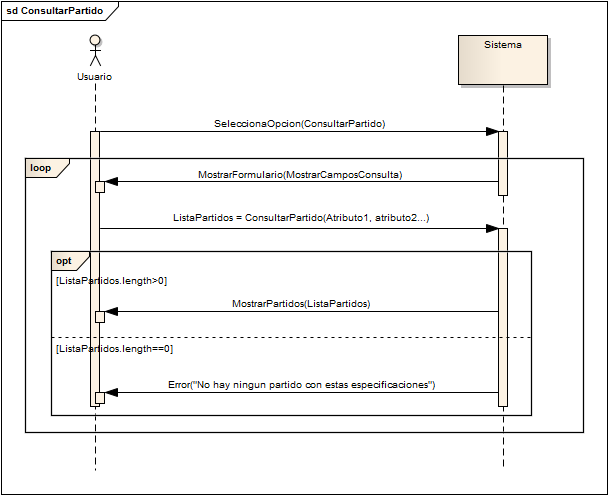 sd ConsultarPartido
Usuario
Sistema
SeleccionaOpcion(ConsultarPartido)
loop
MostrarFormulario(MostrarCamposConsulta)
ListaPartidos = ConsultarPartido(Atributo1, atributo2...)
opt
[ListaPartidos.length>0]
MostrarPartidos(ListaPartidos)
[ListaPartidos.length==0]
Error("No hay ningun partido con estas especificaciones")